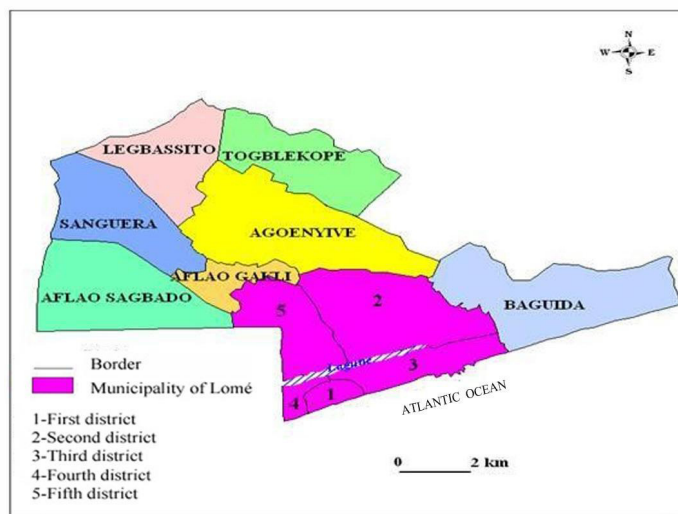 N
W E
S
LEGBASSITO
TOGBLEKOPE
SANGUERA
AGOENYIVE
AFLAO GAKLI
AFLAO SAGBADO
BAGUIDA
5
2
Lagune
3
4
1
ATLANTIC OCEAN
Border
Municipality of Lomé
1-First district
2-Second district
3-Third district
4-Fourth district
5-Fifth district
0 2 km